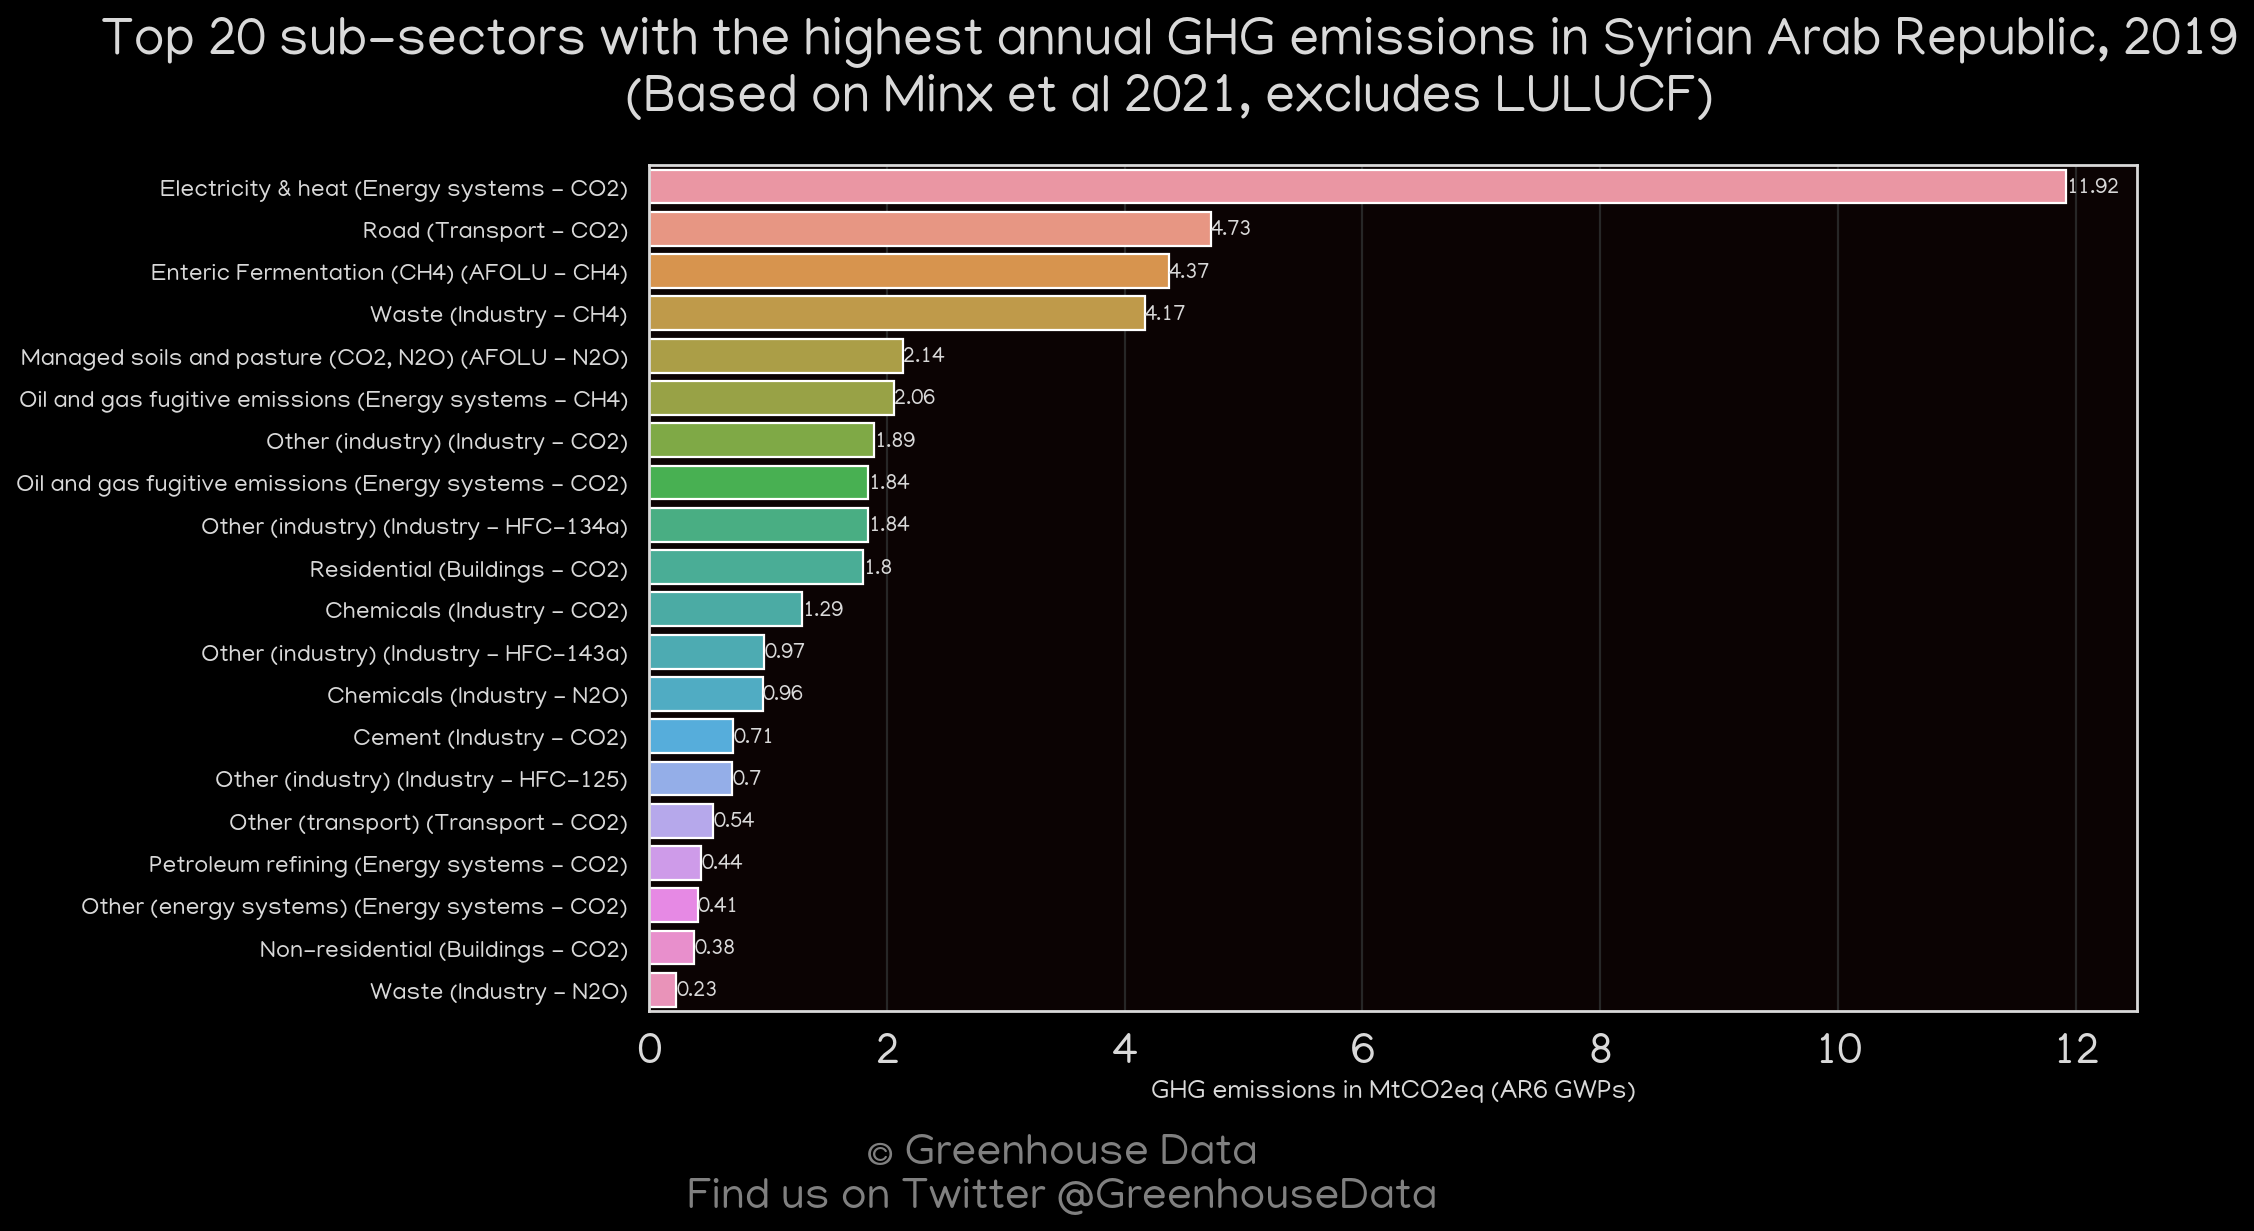 Top 20 sub-sectors with the highest annual GHG emissions in Syrian Arab Republic, 2019
(Based on Minx et al 2021, excludes LULUCF)
Electricity & heat (Energy systems - CO2) 11.92
Road (Transport - CO2) 4.73
Enteric Fermentation (CH4) (AFOLU - CH4) 4.37
Waste (Industry - CH4) 4.17
Managed soils and pasture (CO2, N2O) (AFOLU - N2O) 2.14
Oil and gas fugitive emissions (Energy systems - CH4) 2.06
Other (industry) (Industry - CO2) 1.89
Oil and gas fugitive emissions (Energy systems - CO2) 1.84
Other (industry) (Industry - HFC-134a) 1.84
Residential (Buildings - CO2) 1.8
Chemicals (Industry - CO2) 1.29
Other (industry) (Industry - HFC-143a) 0.97
Chemicals (Industry - N2O) 0.96
Cement (Industry - CO2) 0.71
Other (industry) (Industry - HFC-125) 0.7
Other (transport) (Transport - CO2) 0.54
Petroleum refining (Energy systems - CO2) 0.44
Other (energy systems) (Energy systems - CO2) 0.41
Non-residential (Buildings - CO2) 0.38
Waste (Industry - N2O) 0.23
0 2 4 6 8 10 12
GHG emissions in MtCO2eq (AR6 GWPs)
© Greenhouse Data
Find us on Twitter @GreenhouseData